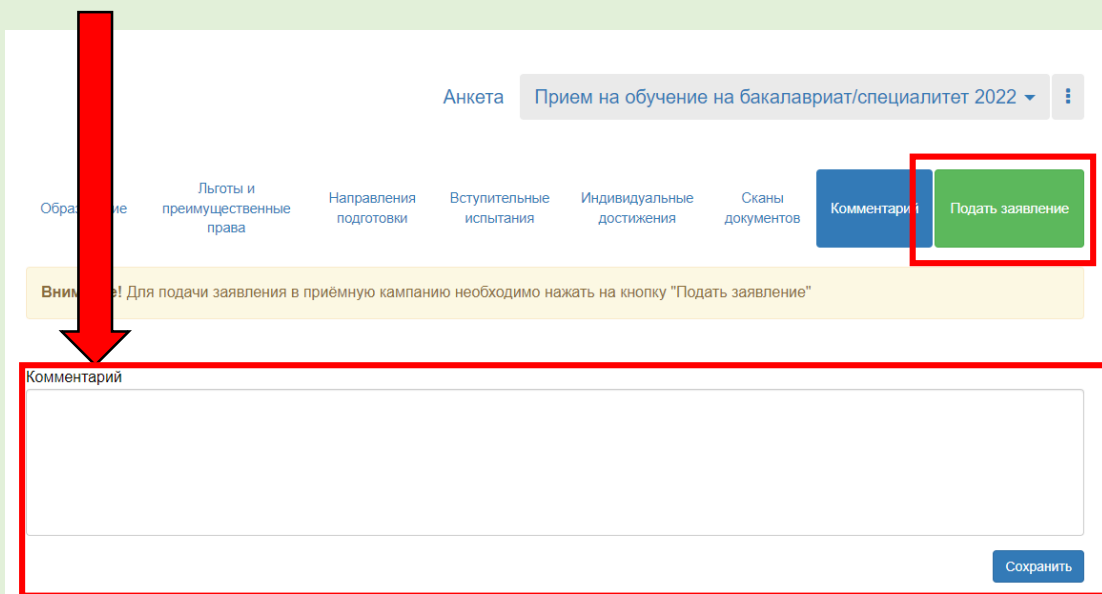 Анкета Прием на обучение на бакалавриат/специалитет 2022
Льготы и
преимущественные
права
Направления
подготовки
Вступительные
испытания
Индивидуальные
достижения
Сканы
документов
Комментарий
Подать заявление
Для подачи заявления в приёмную кампанию необходимо нажать на кнопку "Подать заявление"
Комментарий
Сохранить